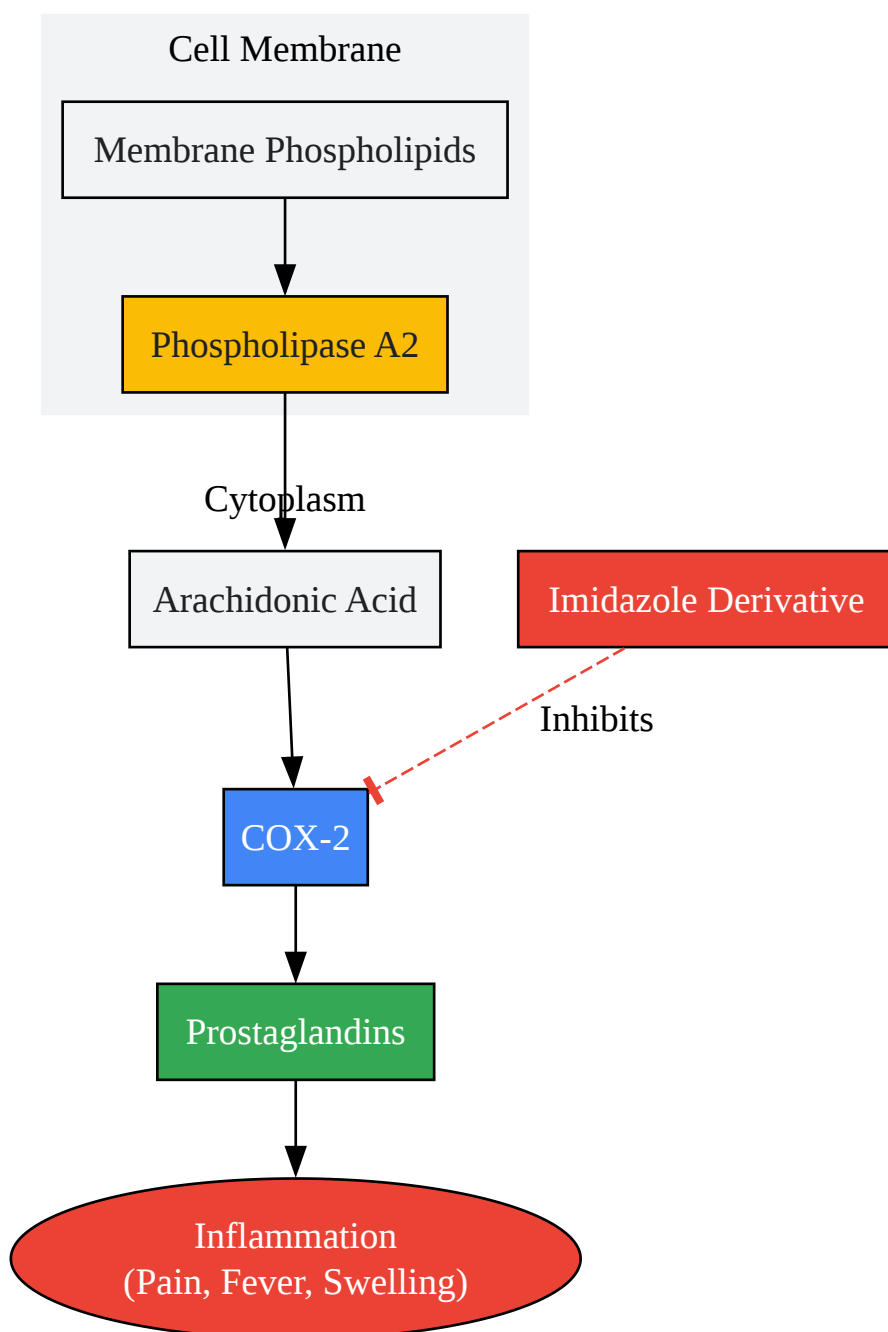 Cell Membrane
Membrane Phospholipids
Phospholipase A2
Cytoplasm
Arachidonic Acid
Imidazole Derivative
Inhibits
COX-2
Prostaglandins
Inflammation
(Pain, Fever, Swelling)